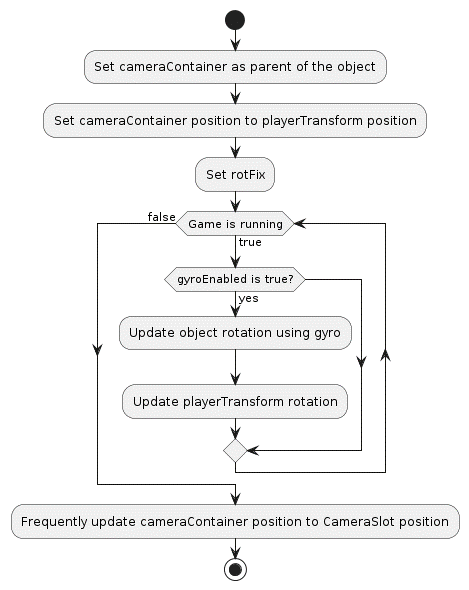 Set cameraContainer as parent of the object
Set cameraContainer position to playerTransform position
Set rotFix
false
Game is running
true
gyroEnabled is true?
yes
Update object rotation using gyro
Update playerTransform rotation
Frequently update cameraContainer position to CameraSlot position